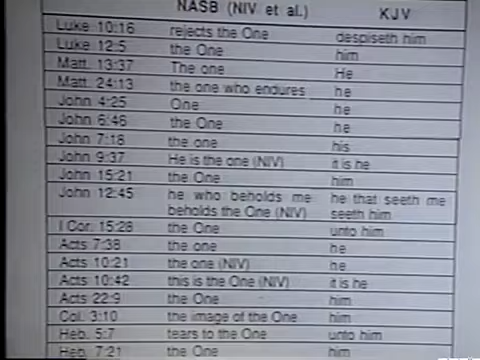 NASB (NIV et al.) KJV
Luke 10:16 rejects the One despiseth him
Luke 12:5 the One him
Matt. 13:37 The one He
Matt. 24:13 the one who endures he
John 4:25 One he
John 6:46 the One he
John 7:18 the one his
John 9:37 He is the one (NIV) it is he
John 15:21 the One him
John 12:45 he who beholds me he that seeth me
beholds the One (NIV) seeth him
I Cor. 15:28 the One unto him
Acts 7:38 the one he
Acts 10:21 the one (NIV) he
Acts 10:42 this is the One (NIV) it is he
Acts 22:9 the One him
Col. 3:10 the image of the One him
Heb. 5:7 tears to the One unto him
Heb. 7:21 the One him